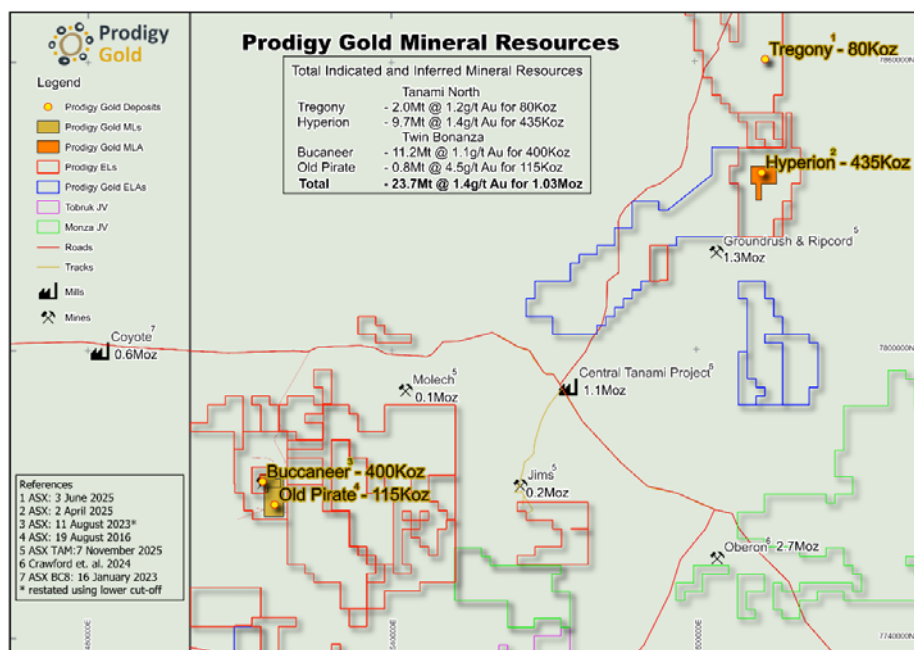 Prodigy
Gold
Prodigy Gold Mineral Resources
Total Indicated and Inferred Mineral Resources
Tanami North
Tregony - 2.0Mt @ 1.2g/t Au for 80Koz
Hyperion - 9.7Mt @ 1.4g/t Au for 435Koz
Twin Bonanza
Bucaneer - 11.2Mt @ 1.1g/t Au for 400Koz
Old Pirate - 0.8Mt @ 4.5g/t Au for 115Koz
Total - 23.7Mt @ 1.4g/t Au for 1.03Moz
Legend
Prodigy Gold Deposits
Prodigy Gold MLs
Prodigy Gold MLA
Prodigy ELs
Prodigy Gold ELAs
Tobruk JV
Monza JV
Roads
Tracks
Mills
Mines
Tregony¹ - 80Koz
7860000N
Hyperion² - 435Koz
Groundrush & Ripcord⁵
1.3Moz
Coyote⁷
0.6Moz
7800000N
Molech⁵
0.1Moz
Central Tanami Project⁵
1.1Moz
Buccaneer³ - 400Koz
Old Pirate⁴ - 115Koz
Jims⁵
0.2Moz
Oberon⁶ 2.7Moz
References
1 ASX: 3 June 2025
2 ASX: 2 April 2025
3 ASX: 11 August 2023*
4 ASX: 19 August 2016
5 ASX TAM:7 November 2025
6 Crawford et. al. 2024
7 ASX BC8: 16 January 2023
* restated using lower cut-off
480000E
540000E
600000E
7740000N